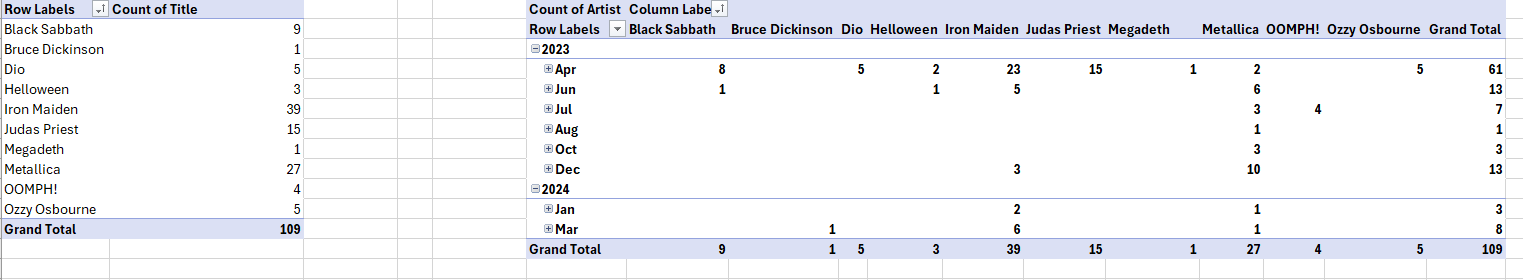 Row Labels Count of Title
Black Sabbath 9
Bruce Dickinson 1
Dio 5
Helloween 3
Iron Maiden 39
Judas Priest 15
Megadeth 1
Metallica 27
OOMPH! 4
Ozzy Osbourne 5
Grand Total 109
Count of Artist Column Labe
Row Labels Black Sabbath Bruce Dickinson Dio Helloween Iron Maiden Judas Priest Megadeth Metallica OOMPH! Ozzy Osbourne Grand Total
2023
Apr 8 5 2 23 15 1 2 5 61
Jun 1 1 5 6 13
Jul 3 4 7
Aug 1 1
Oct 3 3
Dec 3 10 13
2024
Jan 2 1 3
Mar 1 6 1 8
Grand Total 9 1 5 3 39 15 1 27 4 5 109